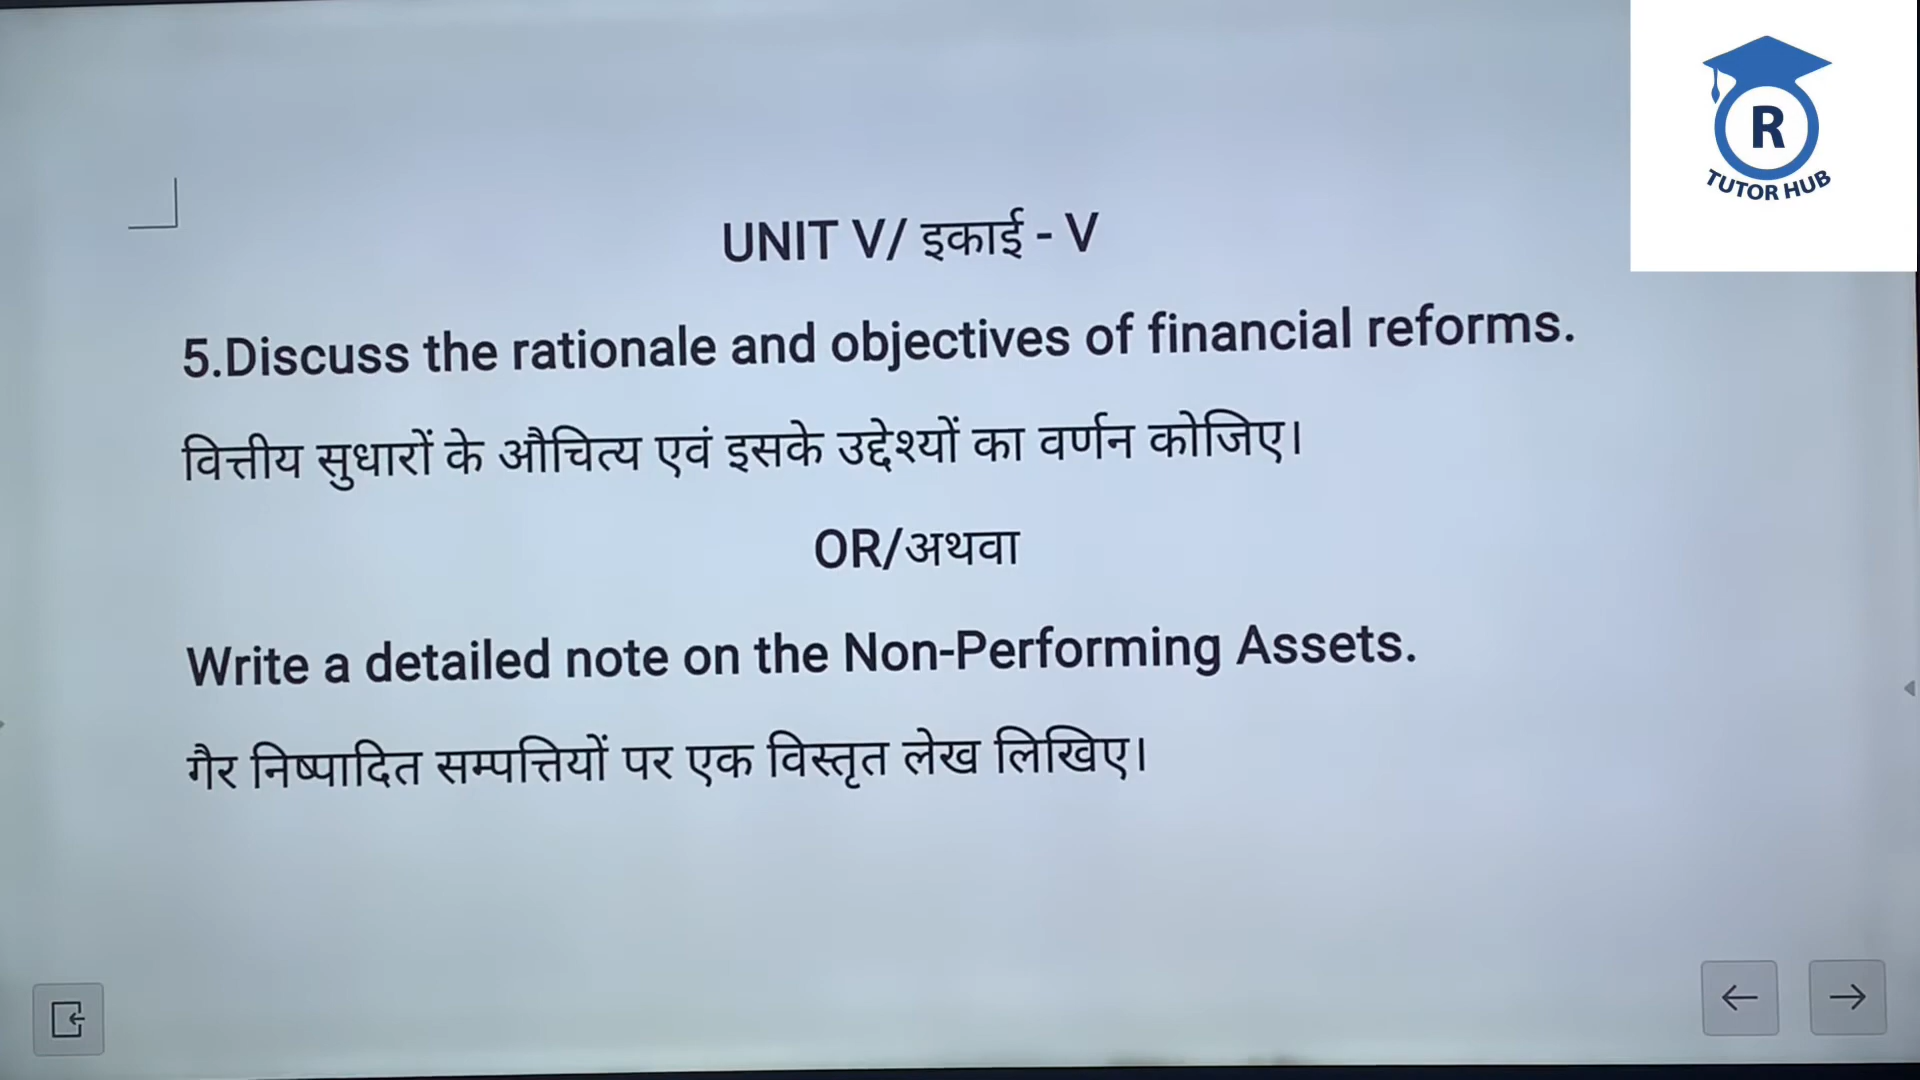 R
TUTOR HUB
UNIT V/ इकाई - V
5.Discuss the rationale and objectives of financial reforms.
वित्तीय सुधारों के औचित्य एवं इसके उद्देश्यों का वर्णन कोजिए।
OR/अथवा
Write a detailed note on the Non-Performing Assets.
गैर निष्पादित सम्पत्तियों पर एक विस्तृत लेख लिखिए।